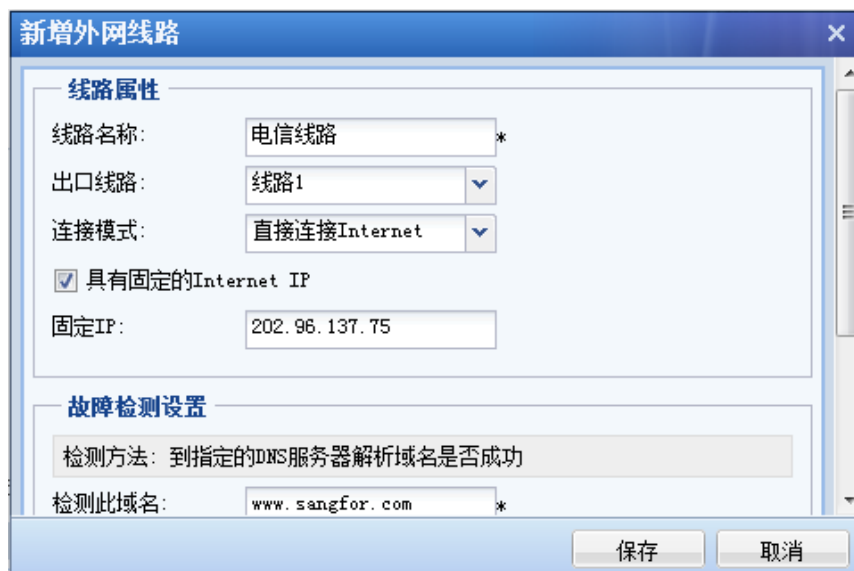 新增外网线路
线路属性
线路名称: 电信线路 *
出口线路: 线路1
连接模式: 直接连接Internet
具有固定的Internet IP
固定IP: 202.96.137.75
故障检测设置
检测方法: 到指定的DNS服务器解析域名是否成功
检测此域名: www.sangfor.com *
保存 取消